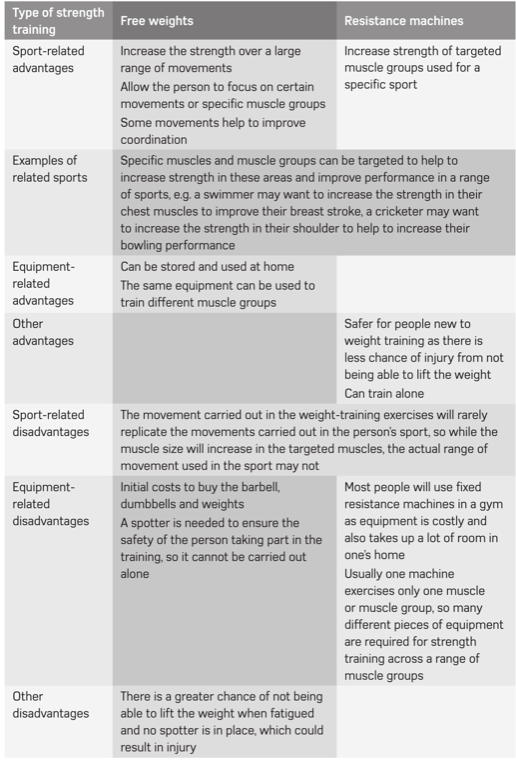 Type of strength
training
Free weights
Resistance machines
Sport-related
advantages
Increase the strength over a large
range of movements
Allow the person to focus on certain
movements or specific muscle groups
Some movements help to improve
coordination
Increase strength of targeted
muscle groups used for a
specific sport
Examples of
related sports
Specific muscles and muscle groups can be targeted to help to
increase strength in these areas and improve performance in a range
of sports, e.g. a swimmer may want to increase the strength in their
chest muscles to improve their breast stroke, a cricketer may want
to increase the strength in their shoulder to help to increase their
bowling performance
Equipment-
related
advantages
Can be stored and used at home
The same equipment can be used to
train different muscle groups
Other
advantages
Safer for people new to
weight training as there is
less chance of injury from not
being able to lift the weight
Can train alone
Sport-related
disadvantages
The movement carried out in the weight-training exercises will rarely
replicate the movements carried out in the person's sport, so while the
muscle size will increase in the targeted muscles, the actual range of
movement used in the sport may not
Equipment-
related
disadvantages
Initial costs to buy the barbell,
dumbbells and weights
A spotter is needed to ensure the
safety of the person taking part in the
training, so it cannot be carried out
alone
Most people will use fixed
resistance machines in a gym
as equipment is costly and
also takes up a lot of room in
one's home
Usually one machine
exercises only one muscle
or muscle group, so many
different pieces of equipment
are required for strength
training across a range of
muscle groups
Other
disadvantages
There is a greater chance of not being
able to lift the weight when fatigued
and no spotter is in place, which could
result in injury